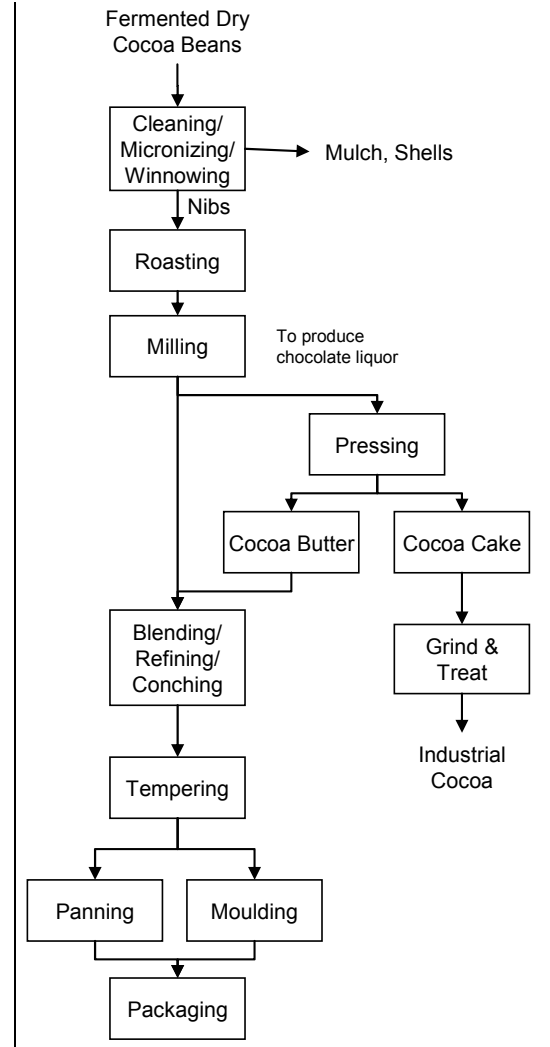 Fermented Dry
Cocoa Beans
Cleaning/
Micronizing/
Winnowing
Mulch, Shells
Nibs
Roasting
Milling
To produce
chocolate liquor
Pressing
Cocoa Butter
Cocoa Cake
Blending/
Refining/
Conching
Grind &
Treat
Industrial
Cocoa
Tempering
Panning
Moulding
Packaging